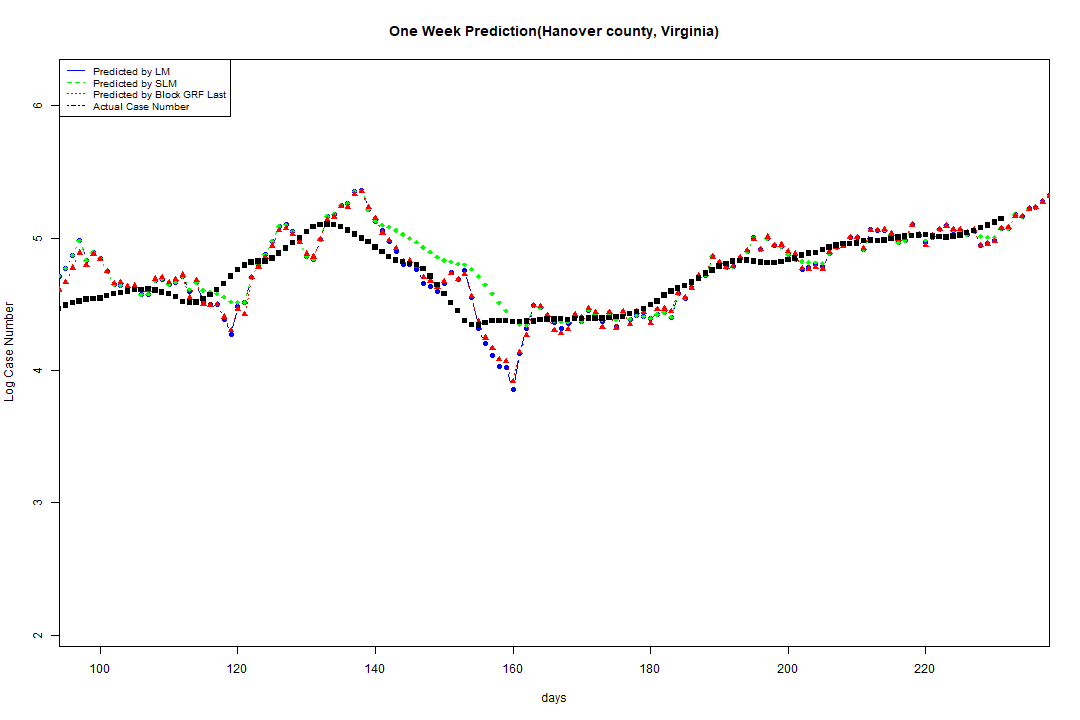 One Week Prediction(Hanover county, Virginia)
Predicted by LM
Predicted by SLM
Predicted by Block GRF Last
Actual Case Number
6
5
4
3
2
Log Case Number
100 120 140 160 180 200 220
days